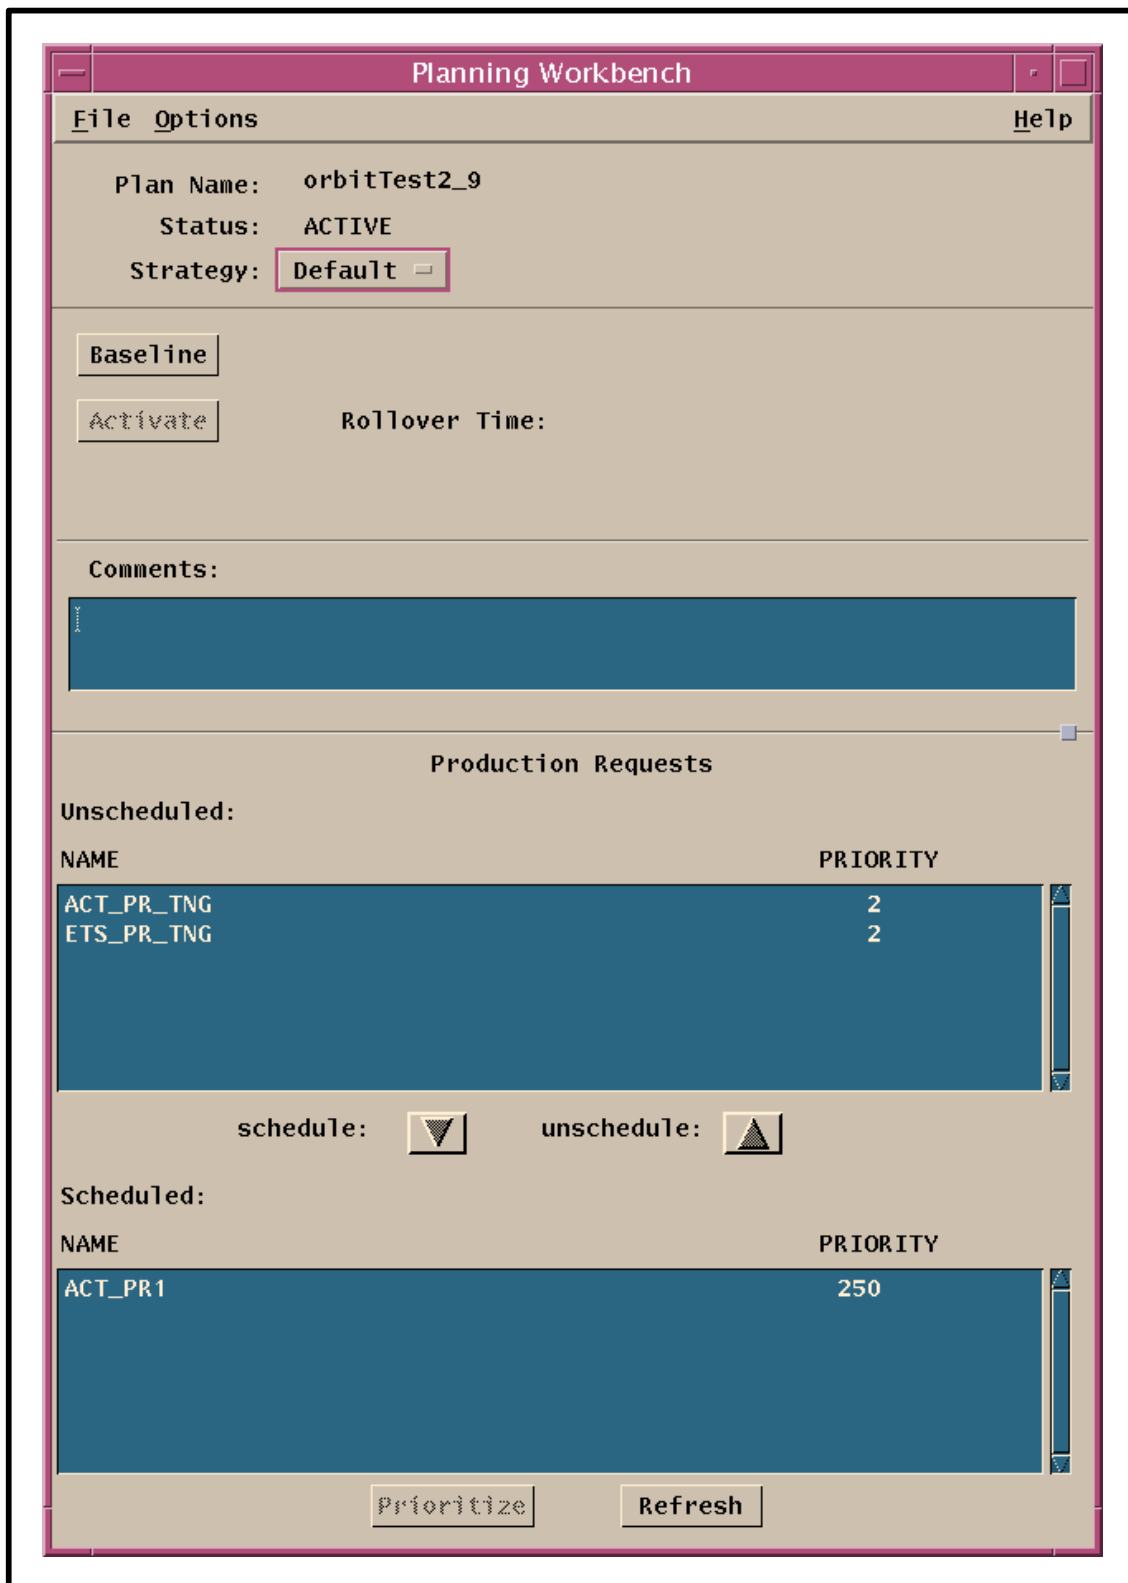 Planning Workbench
File Options Help
Plan Name: orbitTest2_9
Status: ACTIVE
Strategy: Default
Baseline
Activate Rollover Time:
Comments:
Production Requests
Unscheduled:
NAME PRIORITY
ACT_PR_TNG 2
ETS_PR_TNG 2
schedule: unschedule:
Scheduled:
NAME PRIORITY
ACT_PR1 250
Prioritize Refresh